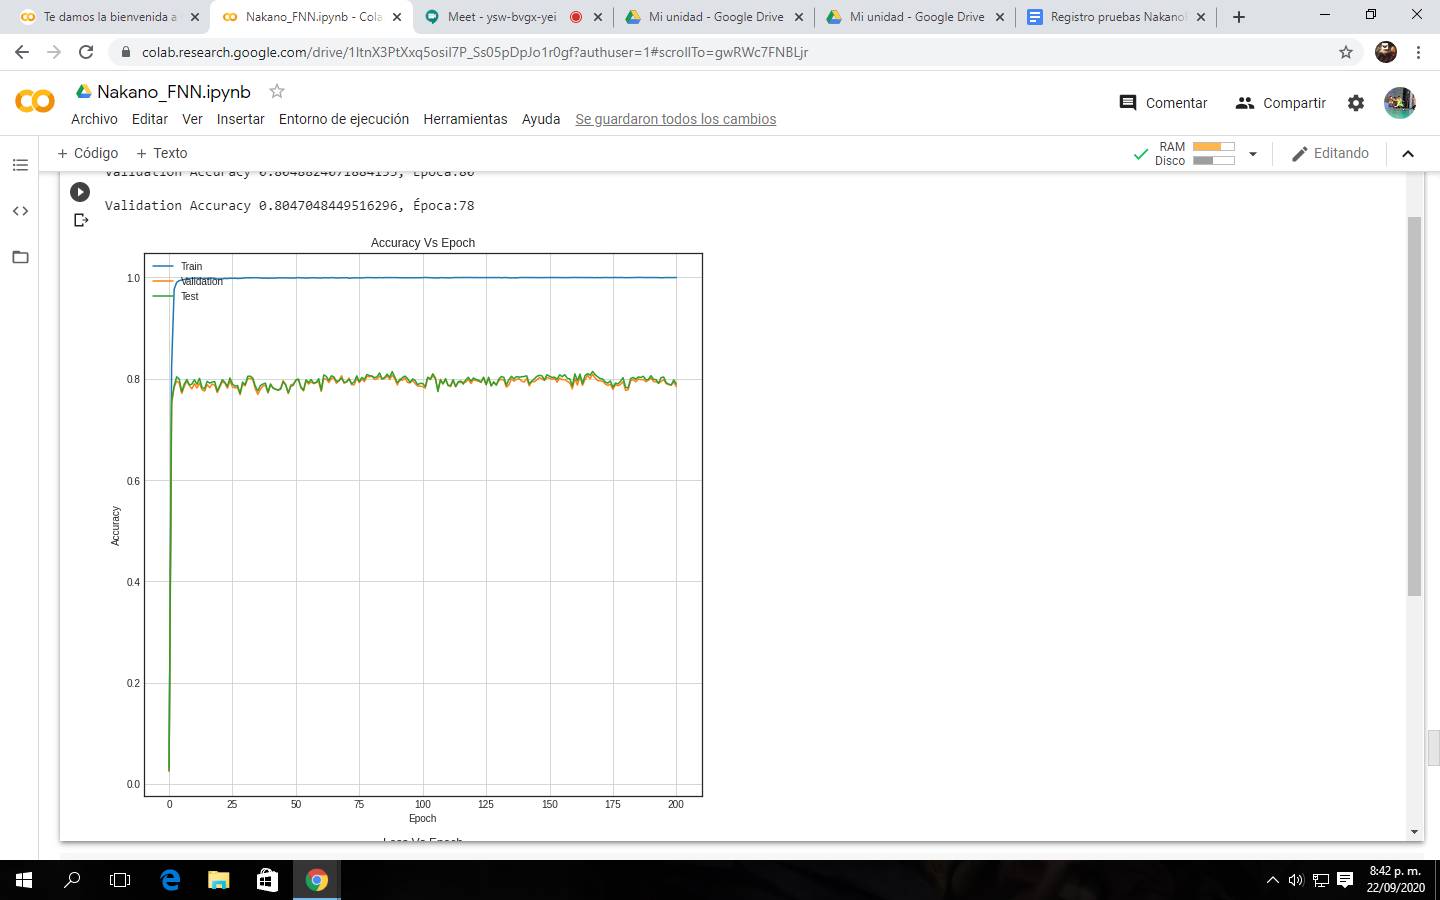 Te damos la bienvenida a
Nakano_FNN.ipynb - Cola
Meet - ysw-bvgx-yei
Mi unidad - Google Drive
Mi unidad - Google Drive
Registro pruebas Nakano
colab.research.google.com/drive/1ItnX3PtXxq5osiI7P_Ss05pDpJo1r0gf?authuser=1#scrollTo=gwRWc7FNBLjr
Nakano_FNN.ipynb
Archivo Editar Ver Insertar Entorno de ejecución Herramientas Ayuda Se guardaron todos los cambios
Comentar Compartir
+ Código + Texto
RAM
Disco
Editando
Validation Accuracy 0.8047048449516296, Época:78
Accuracy Vs Epoch
Train
Validation
Test
1.0
0.8
0.6
0.4
0.2
0.0
Accuracy
0 25 50 75 100 125 150 175 200
Epoch
Loss Vs Epoch
8:42 p. m.
22/09/2020